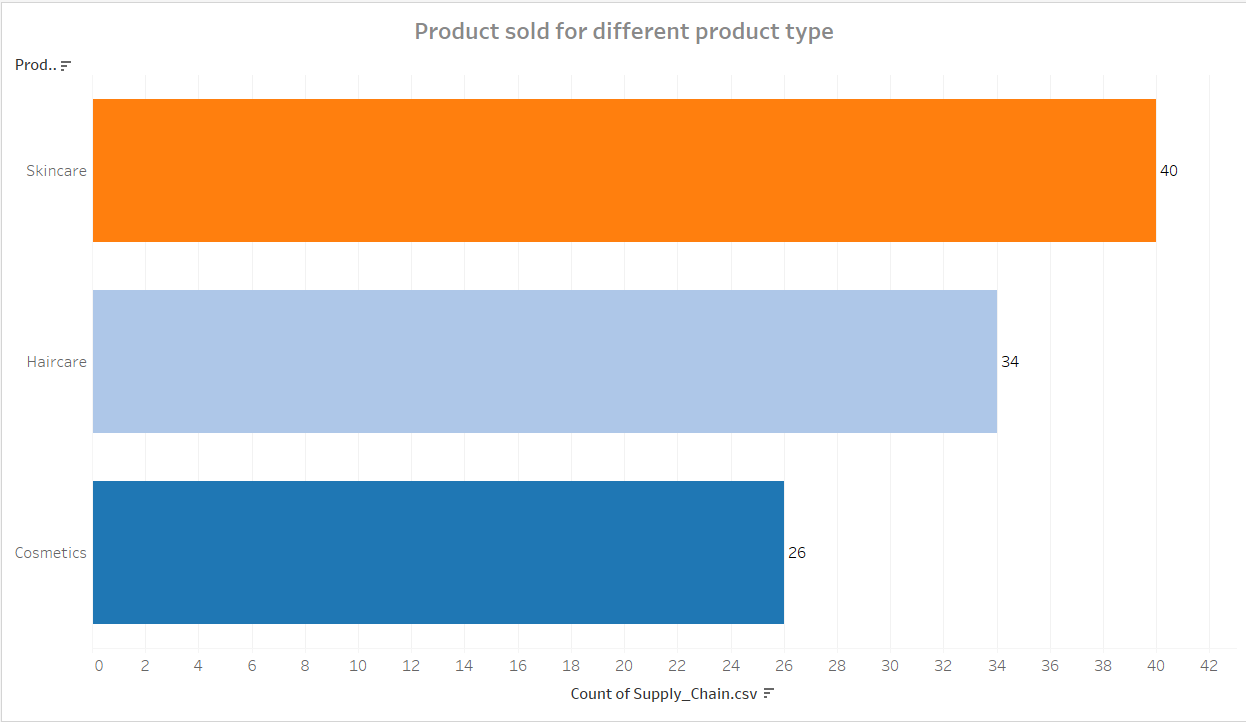 Product sold for different product type
Prod..
Skincare
40
Haircare
34
Cosmetics
26
0 2 4 6 8 10 12 14 16 18 20 22 24 26 28 30 32 34 36 38 40 42
Count of Supply_Chain.csv